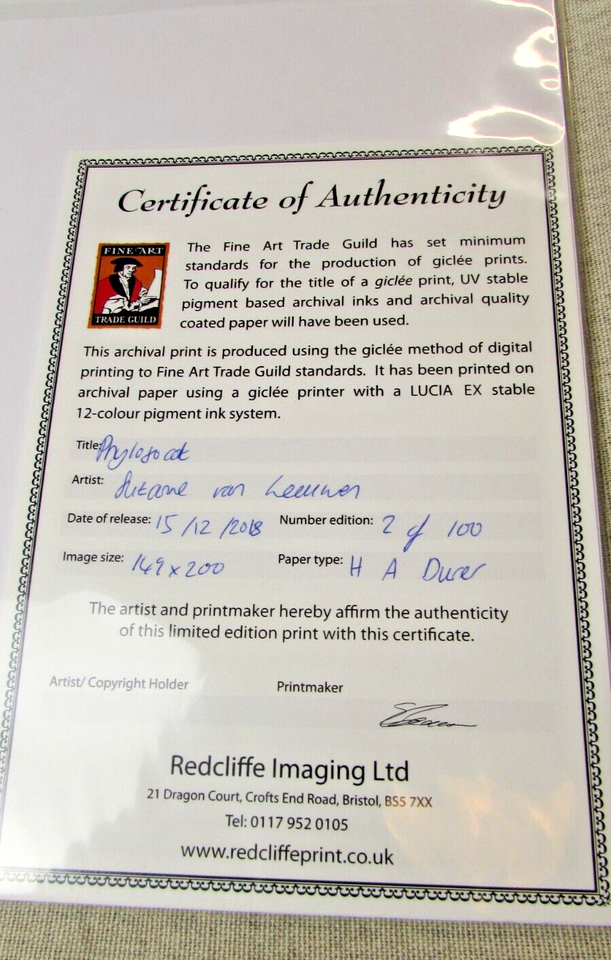 Certificate of Authenticity
FINE ART
TRADE GUILD
The Fine Art Trade Guild has set minimum
standards for the production of giclée prints.
To qualify for the title of a giclée print, UV stable
pigment based archival inks and archival quality
coated paper will have been used.
This archival print is produced using the giclée method of digital
printing to Fine Art Trade Guild standards. It has been printed on
archival paper using a giclée printer with a LUCIA EX stable
12-colour pigment ink system.
Title:
Artist: van
Date of release: 15/12/2018 Number edition: 2 of 100
Image size: 149x200 Paper type: H A Durer
The artist and printmaker hereby affirm the authenticity
of this limited edition print with this certificate.
Artist/ Copyright Holder Printmaker
Redcliffe Imaging Ltd
21 Dragon Court, Crofts End Road, Bristol, BS5 7XX
Tel: 0117 952 0105
www.redcliffeprint.co.uk